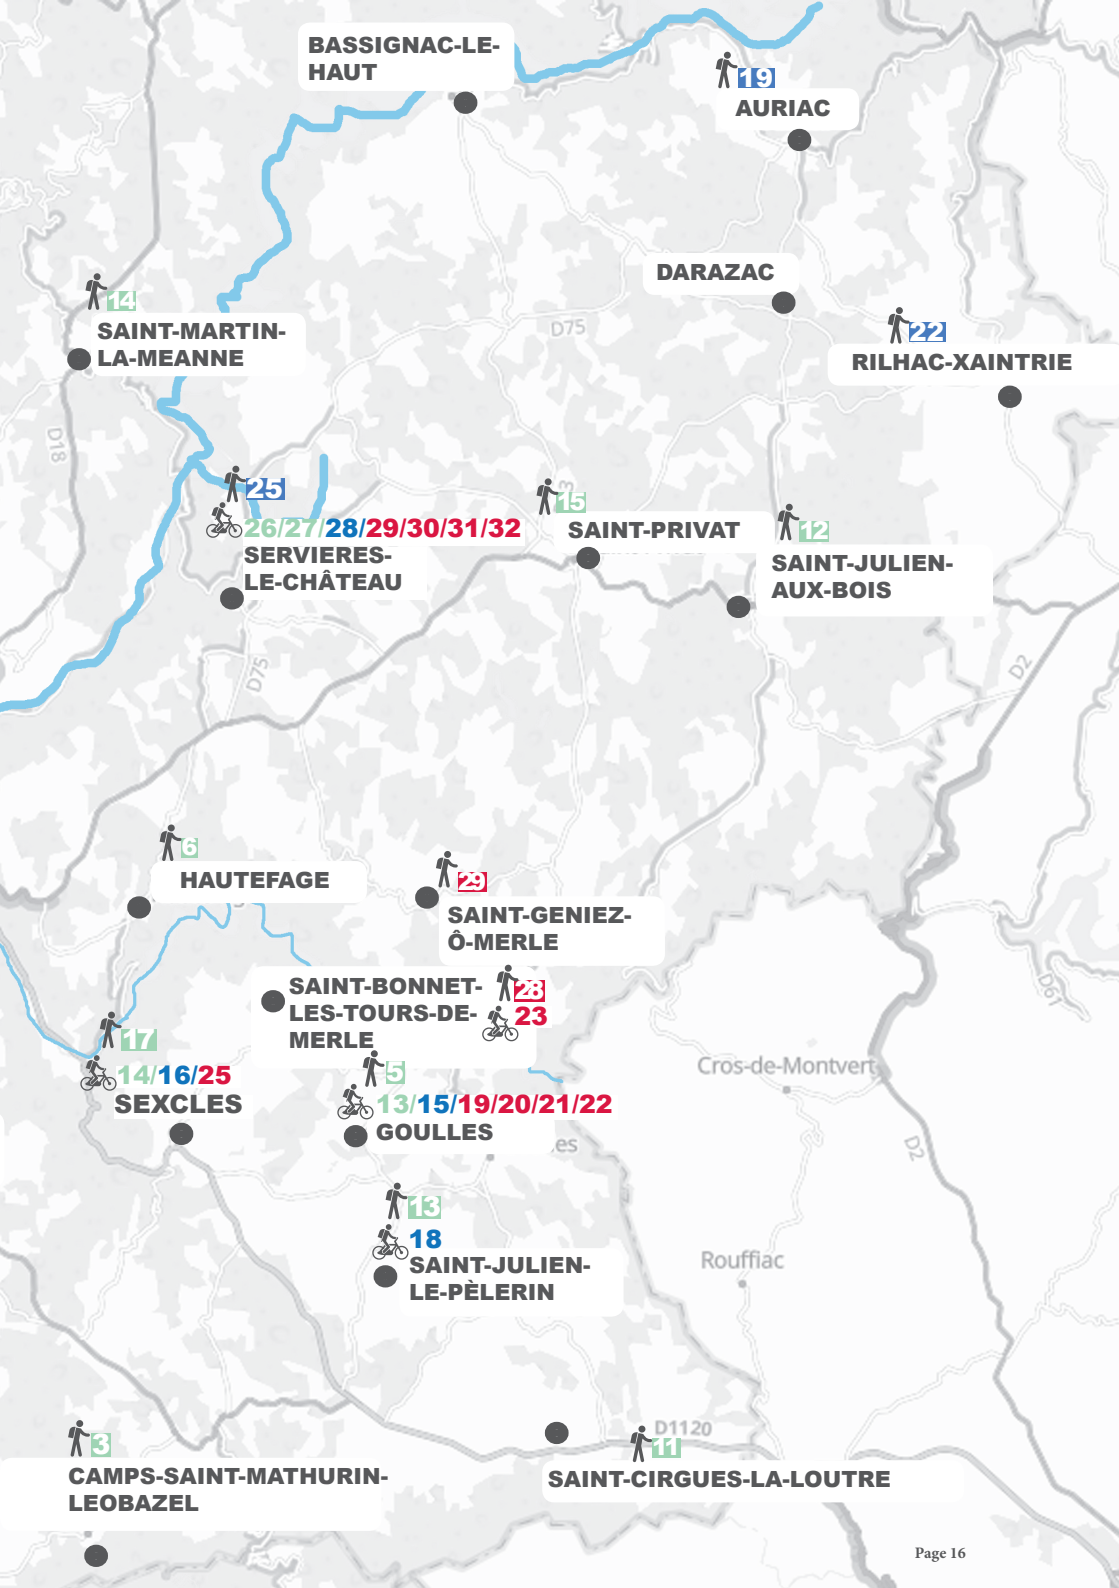 BASSIGNAC-LE-
HAUT
19
AURIAC
DARAZAC
14
SAINT-MARTIN-
LA-MEANNE
D75
22
RILHAC-XAINTRIE
D18
25
26/27/28/29/30/31/32
SERVIERES-
LE-CHÂTEAU
15
SAINT-PRIVAT
12
SAINT-JULIEN-
AUX-BOIS
D75
D2
6
HAUTEFAGE
29
SAINT-GENIEZ-
Ô-MERLE
SAINT-BONNET-
LES-TOURS-DE-
MERLE
28
23
D61
17
14/16/25
SEXCLES
5
13/15/19/20/21/22
GOULLES
Cros-de-Montvert
D2
13
18
SAINT-JULIEN-
LE-PÈLERIN
Rouffiac
3
CAMPS-SAINT-MATHURIN-
LEOBAZEL
D1120
11
SAINT-CIRGUES-LA-LOUTRE
Page 16